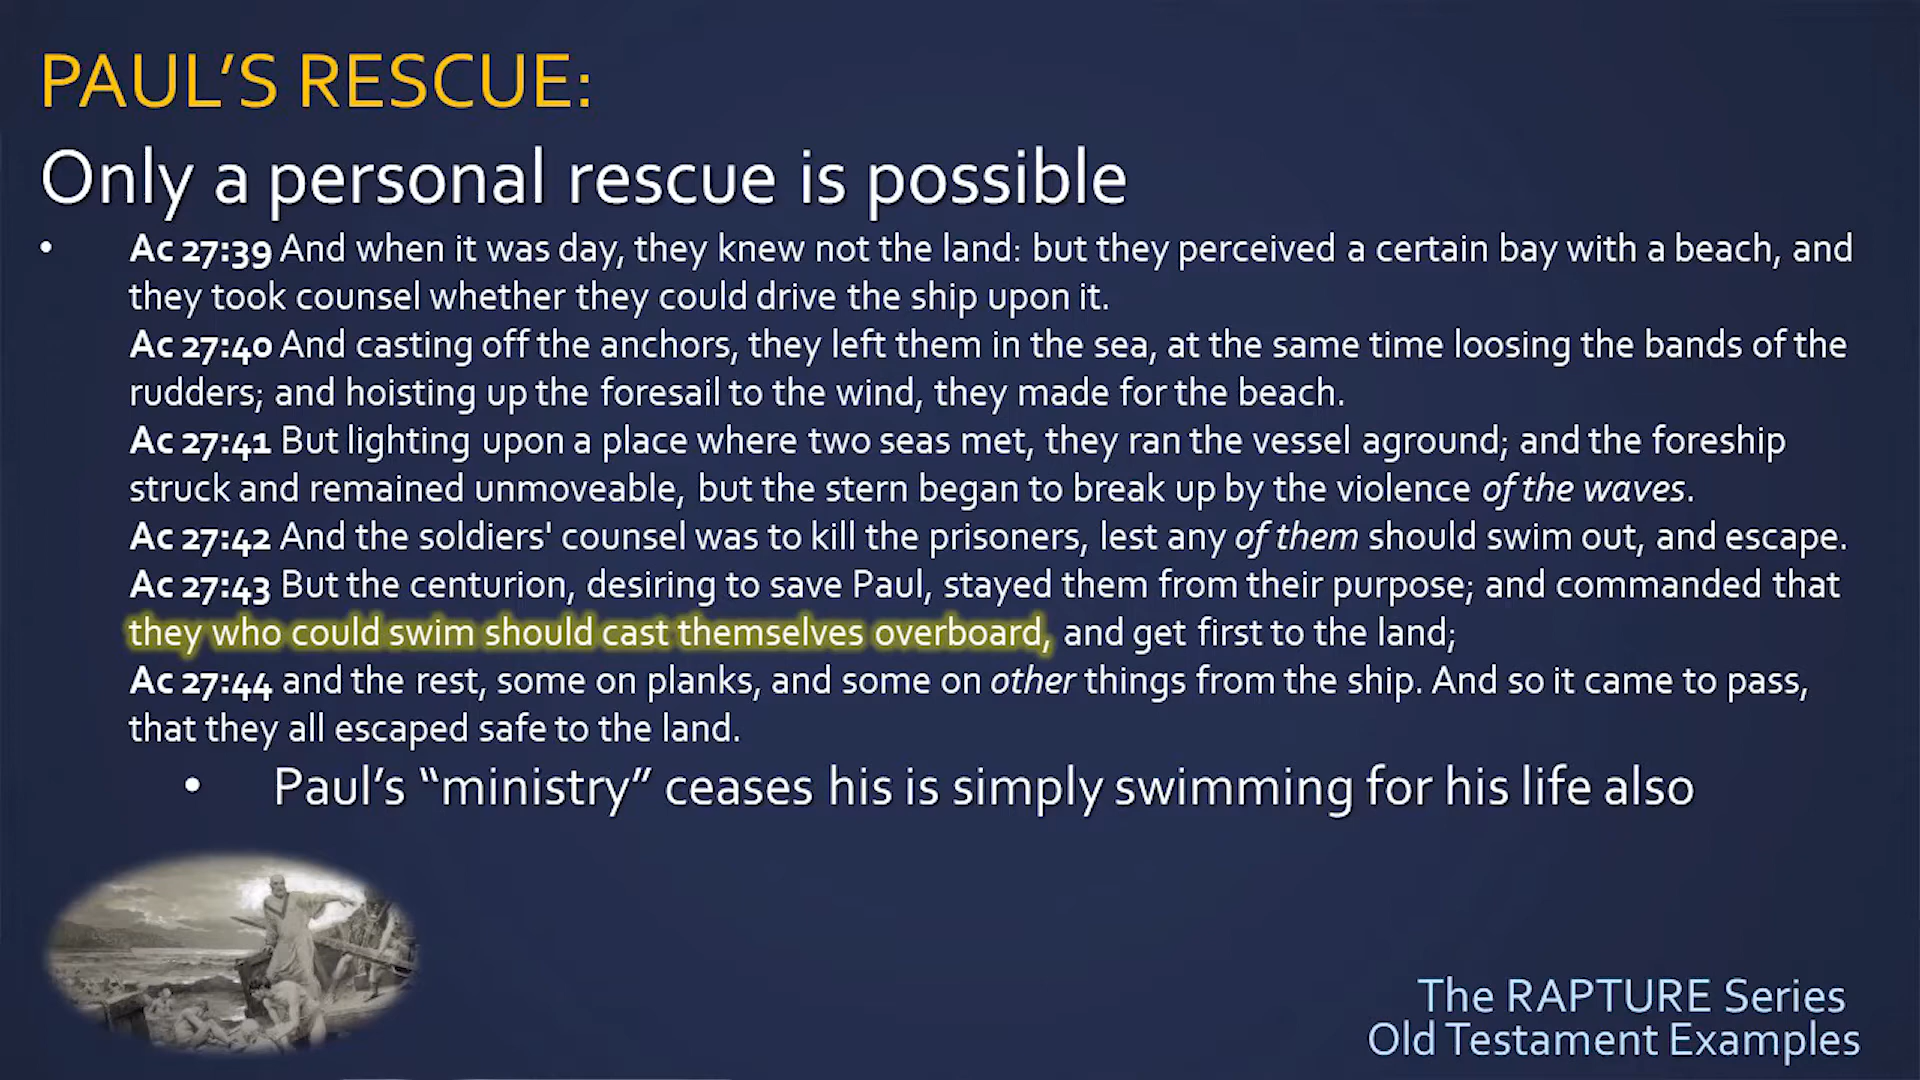 PAUL’S RESCUE:
Only a personal rescue is possible
• Ac 27:39 And when it was day, they knew not the land: but they perceived a certain bay with a beach, and
they took counsel whether they could drive the ship upon it.
Ac 27:40 And casting off the anchors, they left them in the sea, at the same time loosing the bands of the
rudders; and hoisting up the foresail to the wind, they made for the beach.
Ac 27:41 But lighting upon a place where two seas met, they ran the vessel aground; and the foreship
struck and remained unmoveable, but the stern began to break up by the violence of the waves.
Ac 27:42 And the soldiers' counsel was to kill the prisoners, lest any of them should swim out, and escape.
Ac 27:43 But the centurion, desiring to save Paul, stayed them from their purpose; and commanded that
they who could swim should cast themselves overboard, and get first to the land;
Ac 27:44 and the rest, some on planks, and some on other things from the ship. And so it came to pass,
that they all escaped safe to the land.
• Paul’s “ministry” ceases his is simply swimming for his life also
The RAPTURE Series
Old Testament Examples